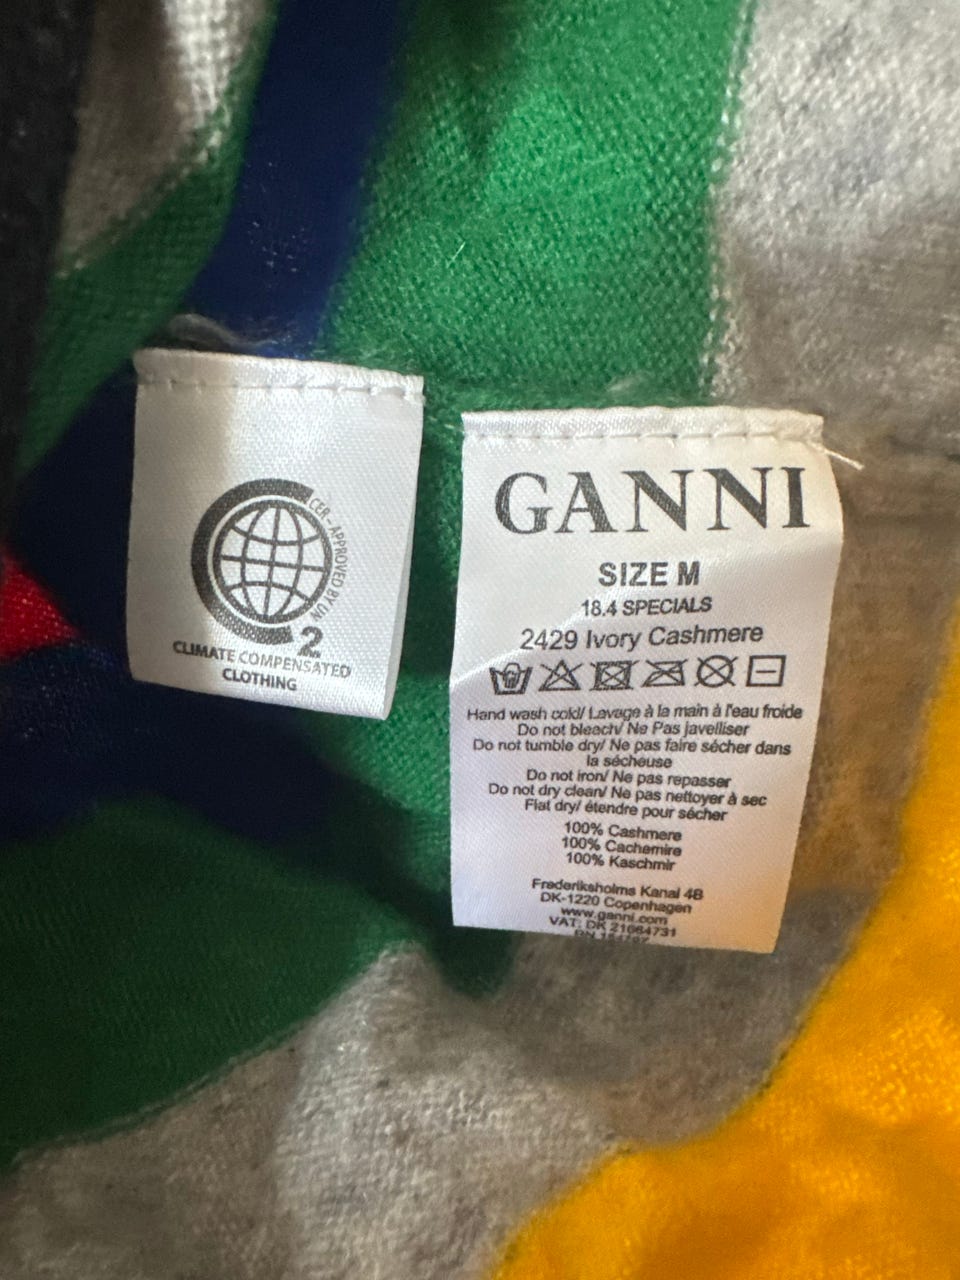 CER - APPROVED BY UN
2
CLIMATE COMPENSATED
CLOTHING
GANNI
SIZE M
18.4 SPECIALS
2429 Ivory Cashmere
Hand wash cold/ Lavage à la main à l'eau froide
Do not bleach/ Ne Pas javelliser
Do not tumble dry/ Ne pas faire sécher dans
la sécheuse
Do not iron/ Ne pas repasser
Do not dry clean/ Ne pas nettoyer à sec
Flat dry/ étendre pour sécher
100% Cashmere
100% Cachemire
100% Kaschmir
Frederiksholms Kanal 4B
DK-1220 Copenhagen
www.ganni.com
VAT: DK 21664731
RN